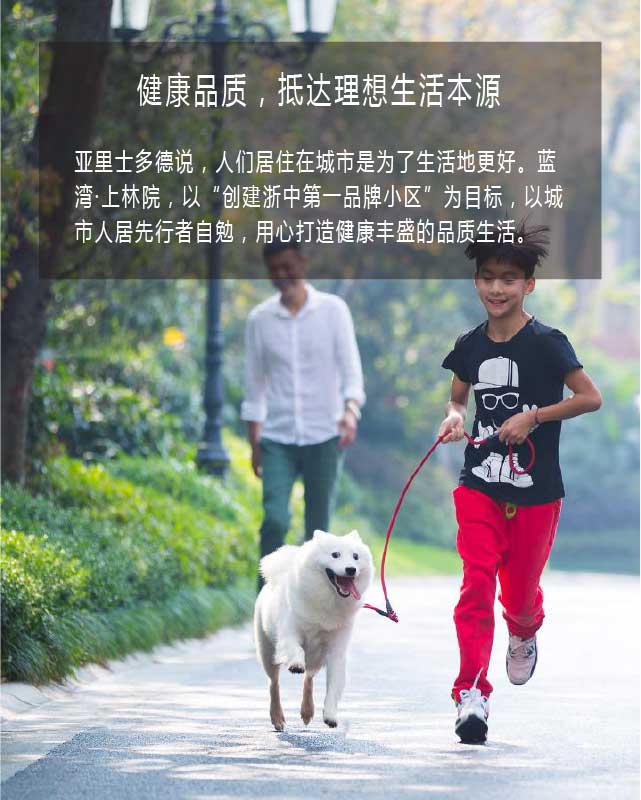 健康品质，抵达理想生活本源
亚里士多德说，人们居住在城市是为了生活地更好。蓝
湾·上林院，以“创建浙中第一品牌小区”为目标，以城
市人居先行者自勉，用心打造健康丰盛的品质生活。